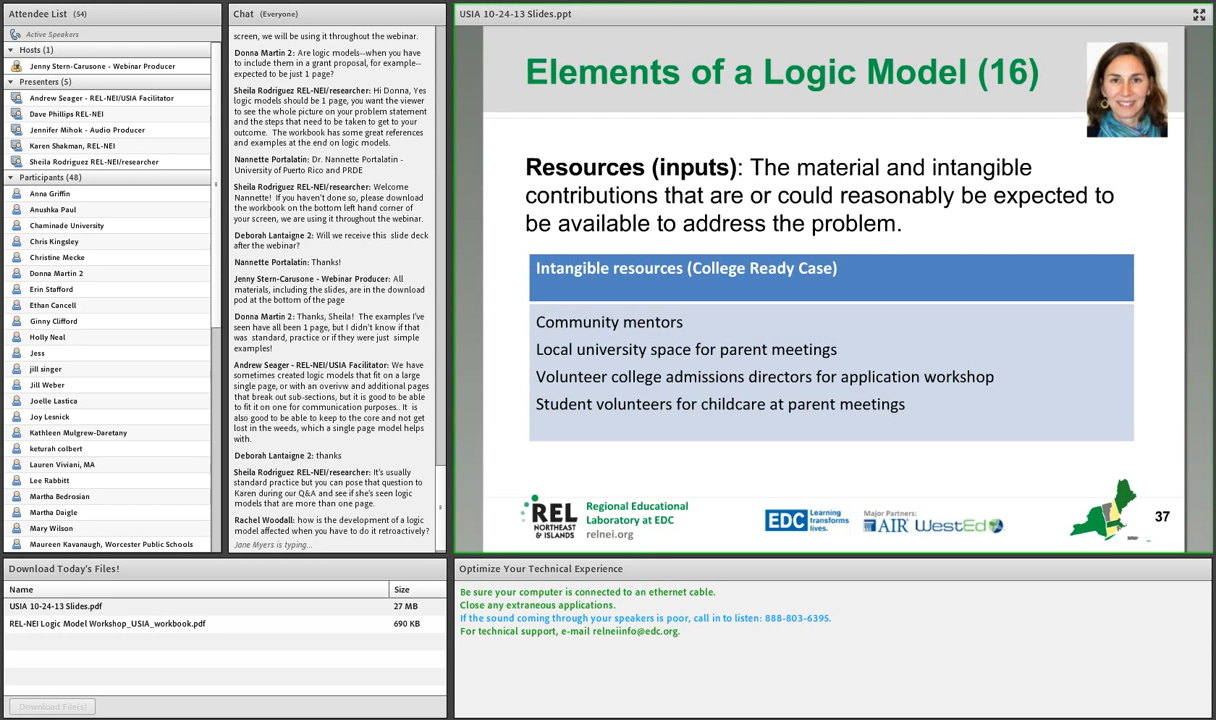 Attendee List (54)
Active Speakers
Hosts (1)
Jenny Stern-Carusone - Webinar Producer
Presenters (5)
Andrew Seager - REL-NEI/USIA Facilitator
Dave Phillips REL-NEI
Jennifer Mihok - Audio Producer
Karen Shakman, REL-NEI
Sheila Rodriguez REL-NEI/researcher
Participants (48)
Anna Griffin
Anushka Paul
Chaminade University
Chris Kingsley
Christine Mecke
Donna Martin 2
Erin Stafford
Ethan Cancell
Ginny Clifford
Holly Neal
Jess
jill singer
Jill Weber
Joelle Lastica
Joy Lesnick
Kathleen Mulgrew-Daretany
keturah colbert
Lauren Viviani, MA
Lee Rabbitt
Martha Bedrosian
Martha Daigle
Mary Wilson
Maureen Kavanaugh, Worcester Public Schools
Chat (Everyone)
screen, we will be using it throughout the webinar.
Donna Martin 2: Are logic models--when you have
to include them in a grant proposal, for example--
expected to be just 1 page?
Sheila Rodriguez REL-NEI/researcher: Hi Donna, Yes
logic models should be 1 page, you want the viewer
to see the whole picture on your problem statement
and the steps that need to be taken to get to your
outcome. The workbook has some great references
and examples at the end on logic models.
Nannette Portalatin: Dr. Nannette Portalatin -
University of Puerto Rico and PRDE
Sheila Rodriguez REL-NEI/researcher: Welcome
Nannette! If you haven't done so, please download
the workbook on the bottom left hand corner of
your screen, we are using it throughout the webinar.
Deborah Lantaigne 2: Will we receive this slide deck
after the webinar?
Nannette Portalatin: Thanks!
Jenny Stern-Carusone - Webinar Producer: All
materials, including the slides, are in the download
pod at the bottom of the page
Donna Martin 2: Thanks, Sheila! The examples I've
seen have all been 1 page, but I didn't know if that
was standard, practice or if they were just simple
examples!
Andrew Seager - REL-NEI/USIA Facilitator: We have
sometimes created logic models that fit on a large
single page, or with an overivw and additional pages
that break out sub-sections, but it is good to be able
to fit it on one for communication purposes.. It is
also good to be able to keep to the core and not get
lost in the weeds, which a single page model helps
with.
Deborah Lantaigne 2: thanks
Sheila Rodriguez REL-NEI/researcher: It's usually
standard practice but you can pose that question to
Karen during our Q&A and see if she's seen logic
models that are more than one page.
Rachel Woodall: how is the development of a logic
model affected when you have to do it retroactively?
Jane Myers is typing...
USIA 10-24-13 Slides.ppt
Elements of a Logic Model (16)
Resources (inputs): The material and intangible
contributions that are or could reasonably be expected to
be available to address the problem.
Intangible resources (College Ready Case)
Community mentors
Local university space for parent meetings
Volunteer college admissions directors for application workshop
Student volunteers for childcare at parent meetings
REL
NORTHEAST
& ISLANDS
Regional Educational
Laboratory at EDC
relnei.org
EDC Learning
transforms
lives.
Major Partners:
AIR WestEd
37
Download Today's Files!
Name Size
USIA 10-24-13 Slides.pdf 27 MB
REL-NEI Logic Model Workshop_USIA_workbook.pdf 690 KB
Download File(s)
Optimize Your Technical Experience
Be sure your computer is connected to an ethernet cable.
Close any extraneous applications.
If the sound coming through your speakers is poor, call in to listen: 888-803-6395.
For technical support, e-mail relneiinfo@edc.org.